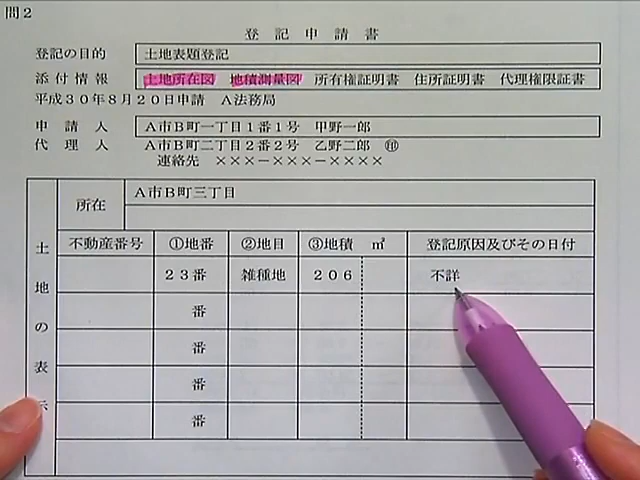 問２
登記申請書
登記の目的 土地表題登記
添付情報 土地所在図 地積測量図 所有権証明書 住所証明書 代理権限証書
平成３０年８月２０日申請 Ａ法務局
申請人 Ａ市Ｂ町一丁目１番１号 甲野一郎
代理人 Ａ市Ｂ町二丁目２番２号 乙野二郎 ㊞
連絡先 ×××－×××－××××
土地の表示
所在 Ａ市Ｂ町三丁目
不動産番号 ①地番 ②地目 ③地積 ㎡ 登記原因及びその日付
２３番 雑種地 ２０６ 不詳
番
番
番
番